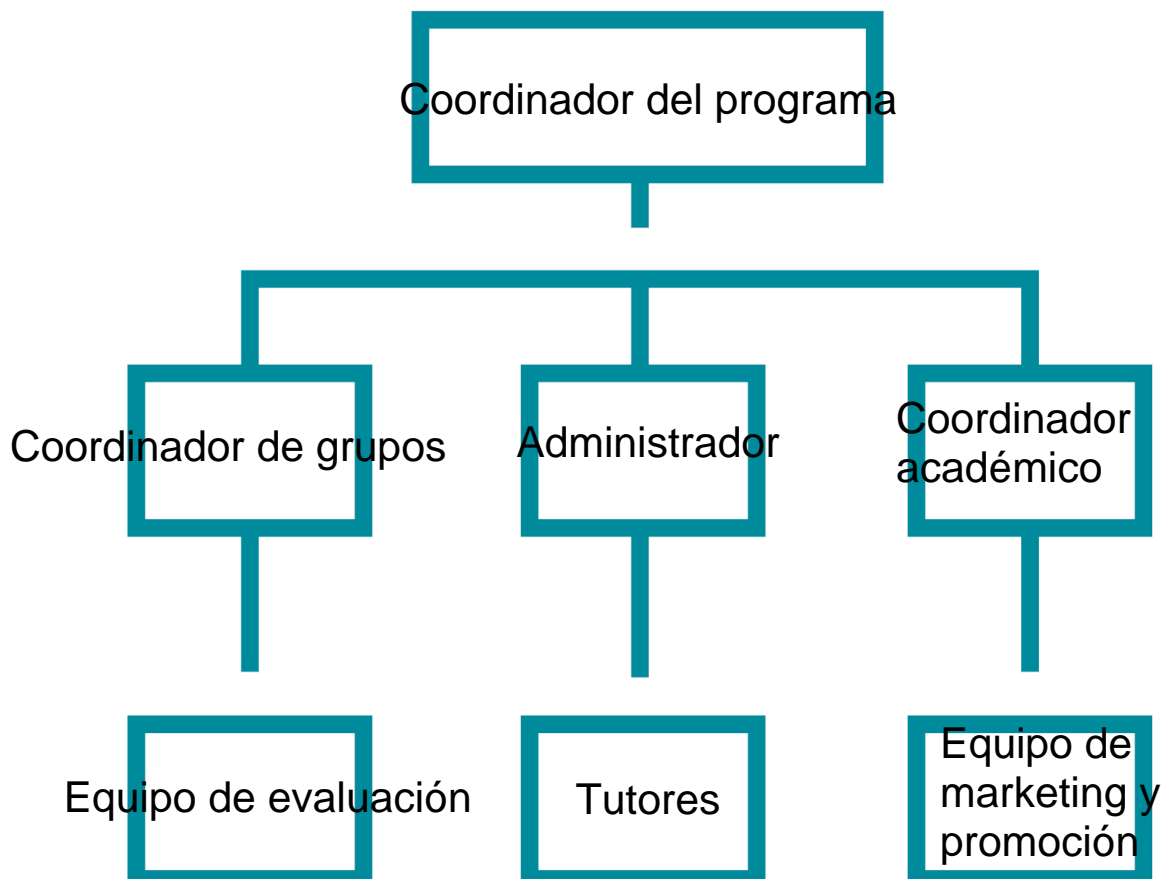 Coordinador del programa
Coordinador de grupos
Administrador
Coordinador
académico
Equipo de evaluación
Tutores
Equipo de
marketing y
promoción